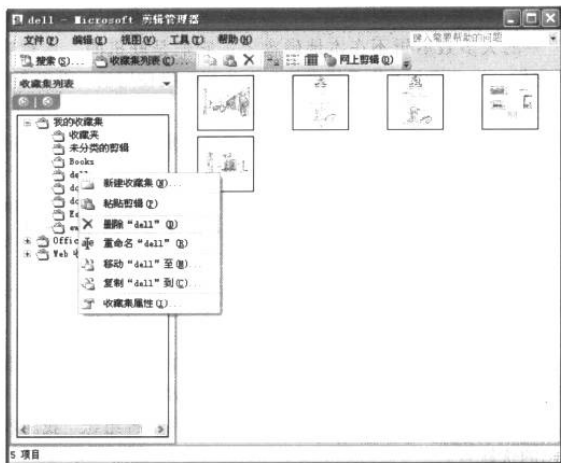 dell - Microsoft 剪辑管理器
文件(F) 编辑(E) 视图(V) 工具(T) 帮助(H) 键入需要帮助的问题
搜索(S)... 收藏集列表(C)... 网上剪辑(O)
收藏集列表
我的收藏集
收藏夹
未分类的剪辑
Books
dell
新建收藏集(N)...
粘贴剪辑(P)
删除“dell”(D)
Offic 重命名“dell”(R)
Web 收
移动“dell”至(M)...
复制“dell”到(C)...
收藏集属性(I)...
5 项目